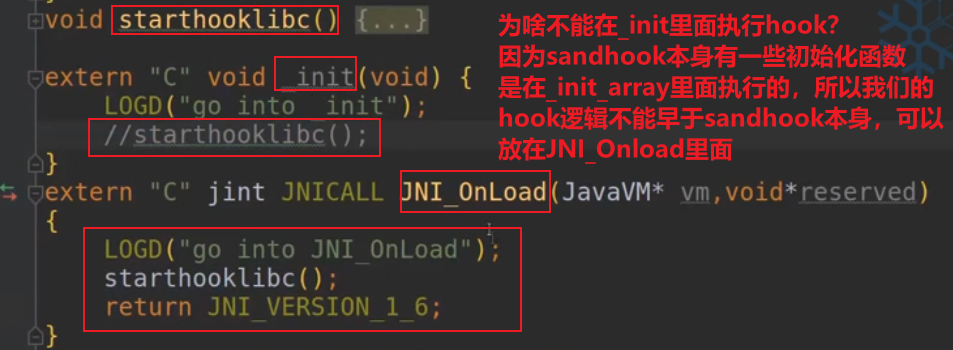 void starthooklibc() {...}
为啥不能在_init里面执行hook?
因为sandhook本身有一些初始化函数
是在_init_array里面执行的，所以我们的
hook逻辑不能早于sandhook本身，可以
放在JNI_Onload里面
extern "C" void _init(void) {
LOGD("go into _init");
//starthooklibc();
}
extern "C" jint JNICALL JNI_OnLoad(JavaVM* vm,void*reserved)
{
LOGD("go into JNI_OnLoad");
starthooklibc();
return JNI_VERSION_1_6;
}